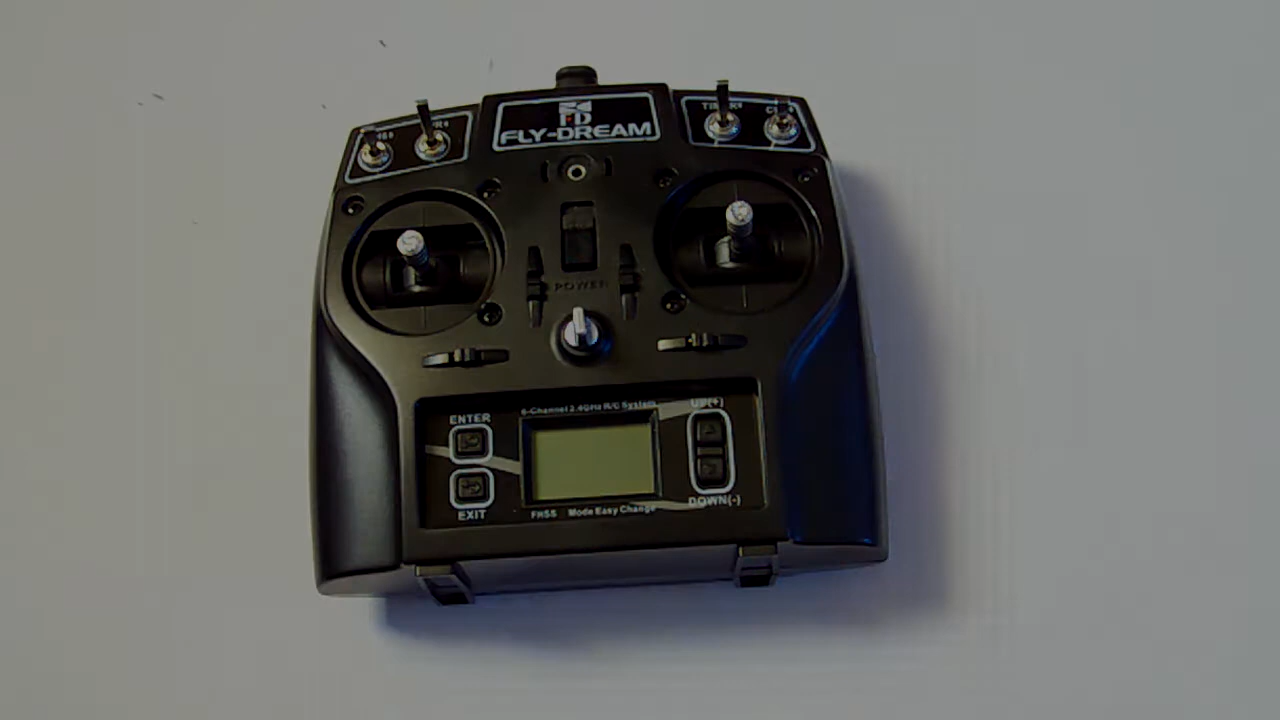 FD
FLY-DREAM
POWER
6-Channel 2.4GHz R/C System
ENTER
UP(+)
EXIT
DOWN(-)
FHSS Mode Easy Change